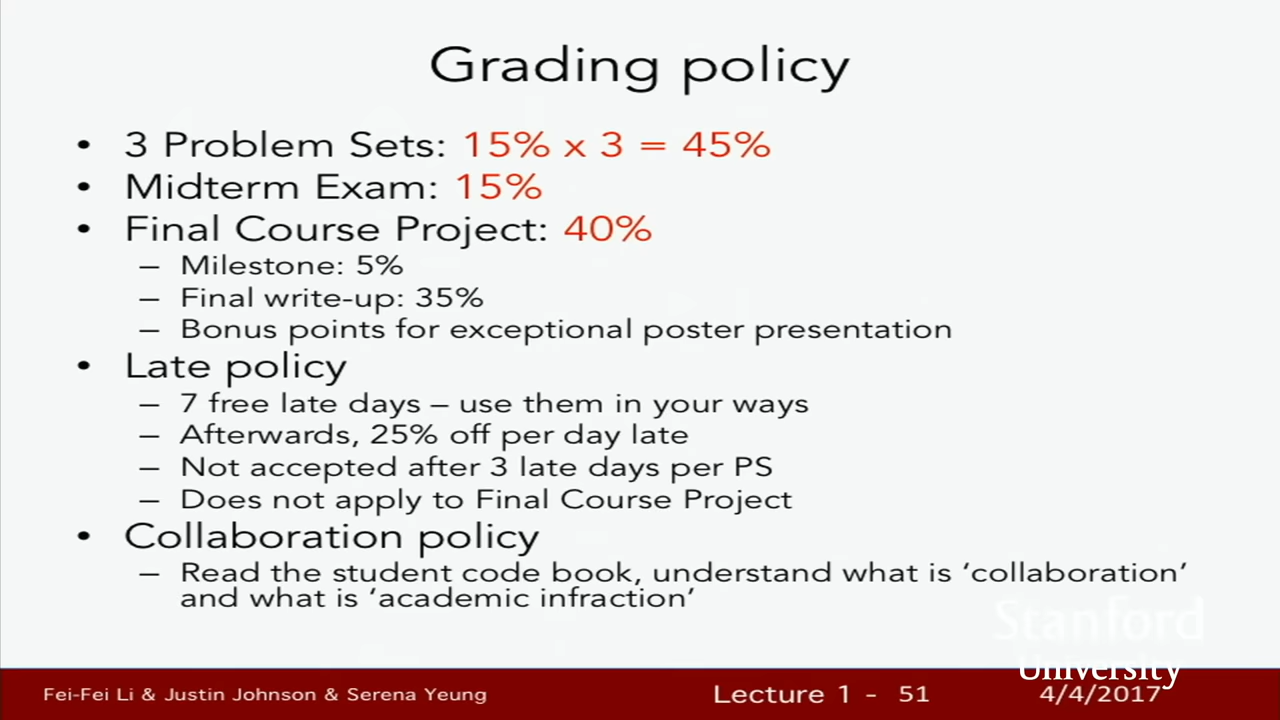 Grading policy
• 3 Problem Sets: 15% x 3 = 45%
• Midterm Exam: 15%
• Final Course Project: 40%
– Milestone: 5%
– Final write-up: 35%
– Bonus points for exceptional poster presentation
• Late policy
– 7 free late days – use them in your ways
– Afterwards, 25% off per day late
– Not accepted after 3 late days per PS
– Does not apply to Final Course Project
• Collaboration policy
– Read the student code book, understand what is ‘collaboration’
and what is ‘academic infraction’
Stanford
University
Fei-Fei Li & Justin Johnson & Serena Yeung
Lecture 1 - 51
4/4/2017